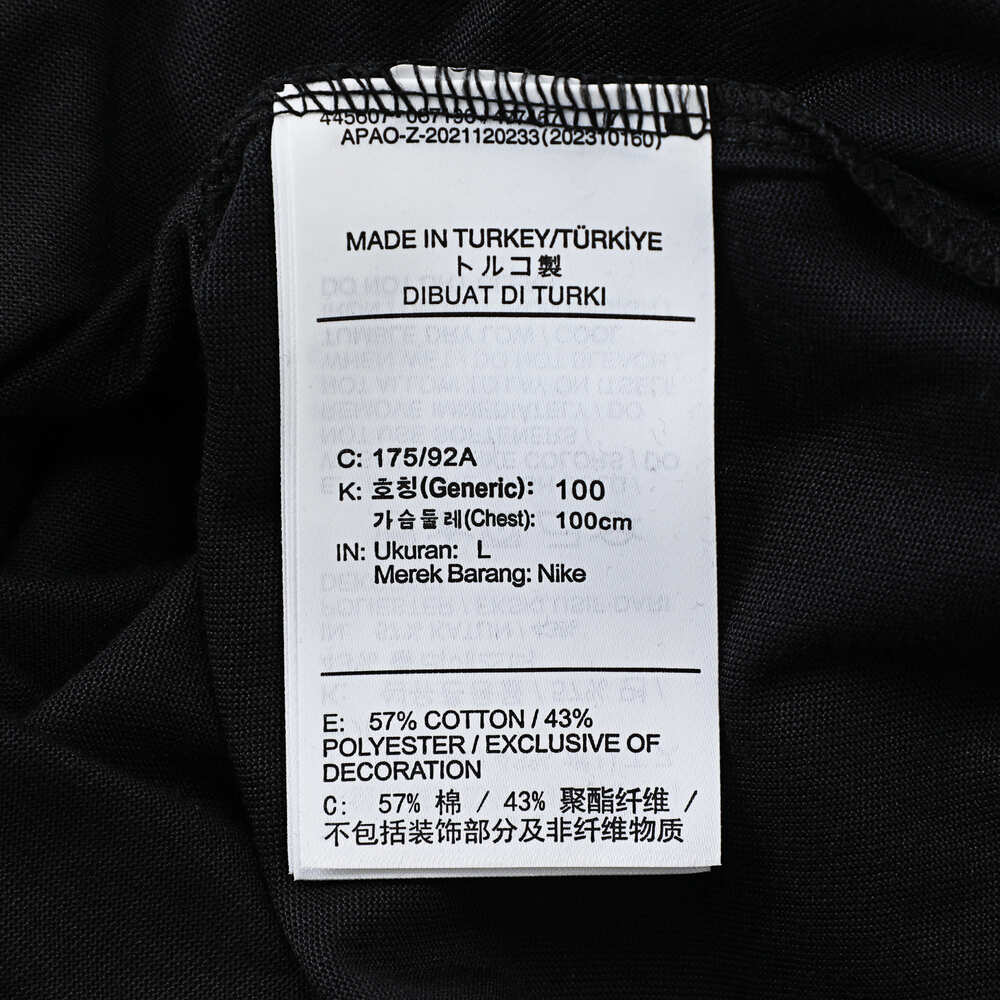 APAO-Z-2021120233(202310160)
MADE IN TURKEY/TÜRKİYE
トルコ製
DIBUAT DI TURKI
C: 175/92A
K: 호칭(Generic): 100
가슴둘레(Chest): 100cm
IN: Ukuran: L
Merek Barang: Nike
E: 57% COTTON / 43%
POLYESTER / EXCLUSIVE OF
DECORATION
C: 57% 棉 / 43% 聚酯纤维 /
不包括装饰部分及非纤维物质